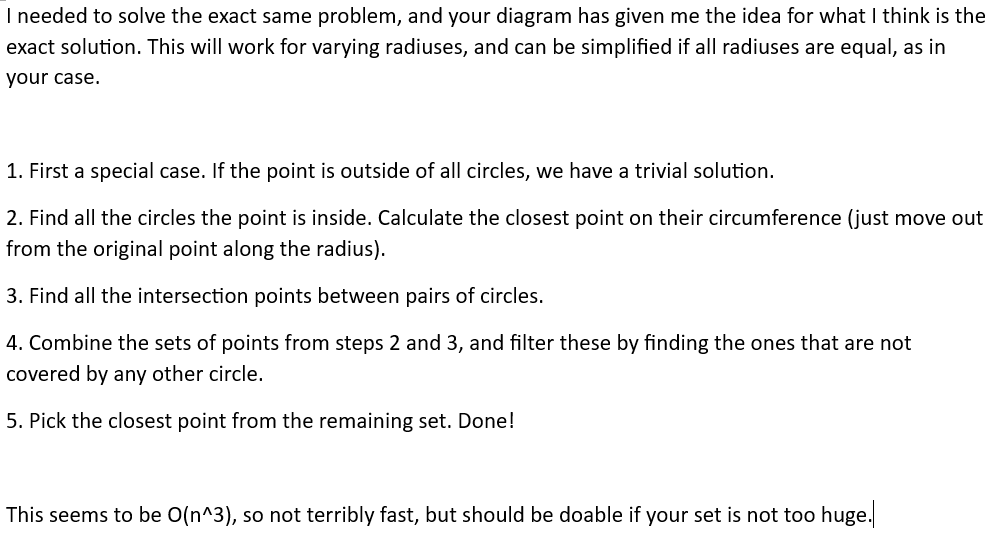 I needed to solve the exact same problem, and your diagram has given me the idea for what I think is the
exact solution. This will work for varying radiuses, and can be simplified if all radiuses are equal, as in
your case.
1. First a special case. If the point is outside of all circles, we have a trivial solution.
2. Find all the circles the point is inside. Calculate the closest point on their circumference (just move out
from the original point along the radius).
3. Find all the intersection points between pairs of circles.
4. Combine the sets of points from steps 2 and 3, and filter these by finding the ones that are not
covered by any other circle.
5. Pick the closest point from the remaining set. Done!
This seems to be O(n^3), so not terribly fast, but should be doable if your set is not too huge.